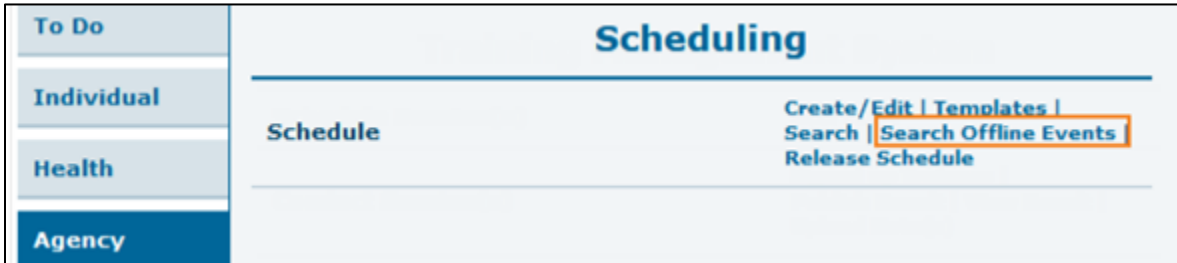 To Do
Individual
Health
Agency
Scheduling
Schedule
Create/Edit | Templates |
Search | Search Offline Events |
Release Schedule